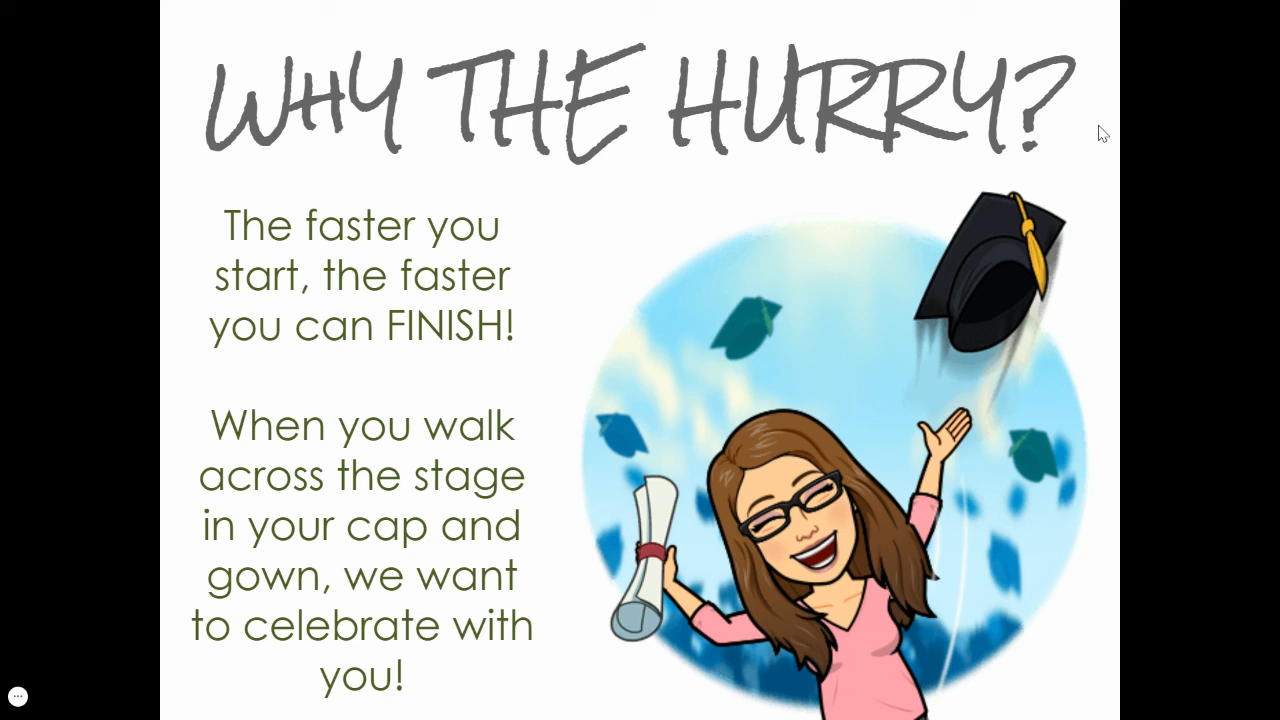 WHY THE HURRY?
The faster you
start, the faster
you can FINISH!
When you walk
across the stage
in your cap and
gown, we want
to celebrate with
you!